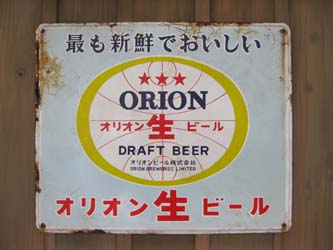 最も新鮮でおいしい
ORION
オリオン 生 ビール
DRAFT BEER
オリオンビール株式会社
ORION BREWERIES LIMITED
オリオン 生 ビール